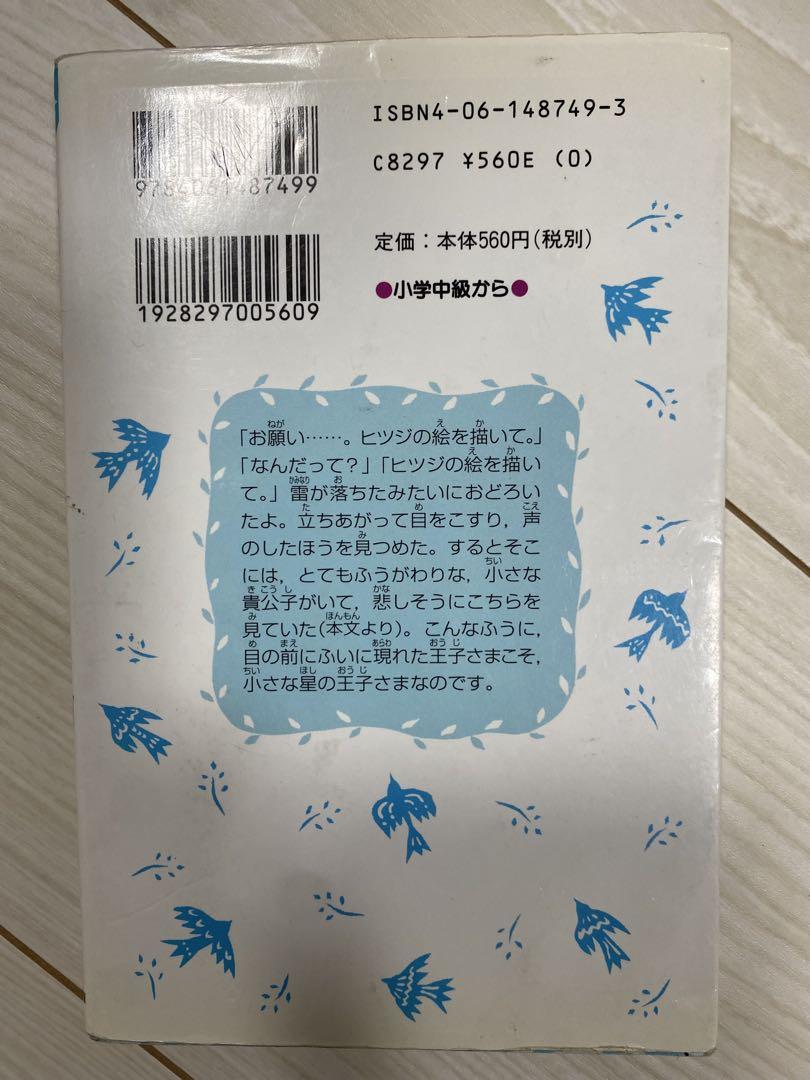 ISBN4-06-148749-3
9784061487499
C8297 ¥560E (0)
定価：本体560円(税別)
1928297005609
●小学中級から●
「お願い……。ヒツジの絵を描いて。」
「なんだって？」「ヒツジの絵を描い
て。」雷が落ちたみたいにおどろい
たよ。立ちあがって目をこすり，声
のしたほうを見つめた。するとそこ
には，とてもふうがわりな，小さな
貴公子がいて，悲しそうにこちらを
見ていた(本文より)。こんなふうに，
目の前にふいに現れた王子さまこそ，
小さな星の王子さまなのです。